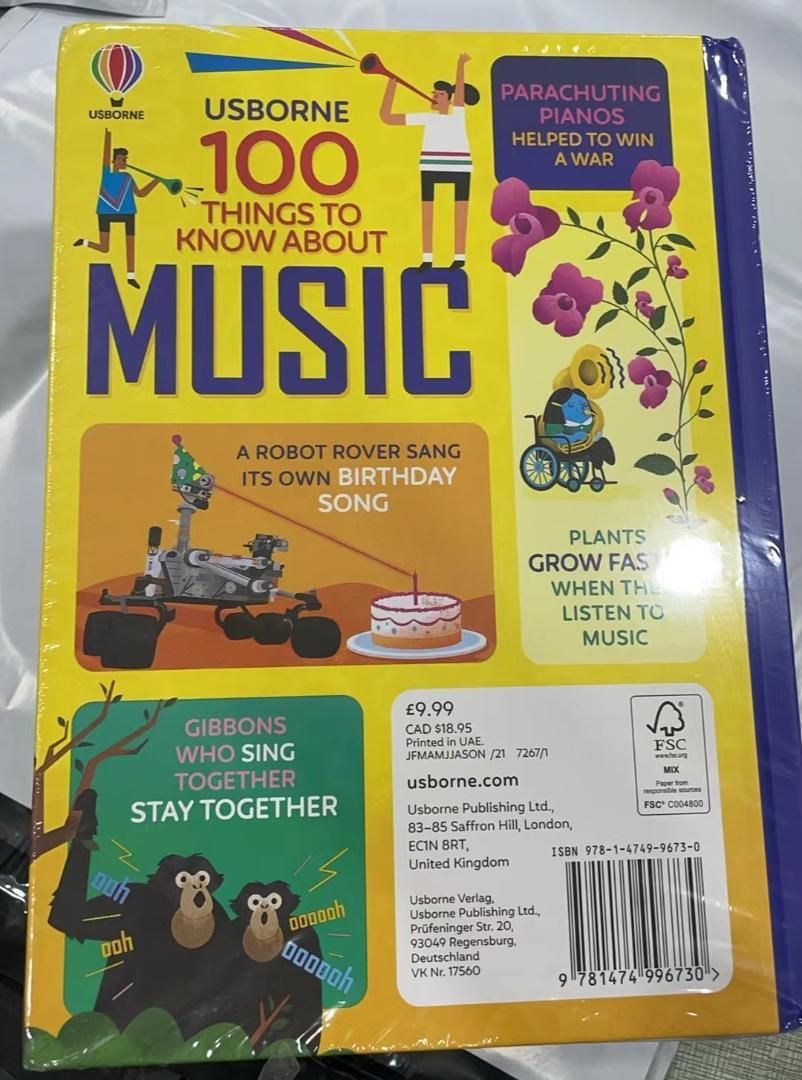 USBORNE
USBORNE
100
THINGS TO
KNOW ABOUT
MUSIC
PARACHUTING
PIANOS
HELPED TO WIN
A WAR
A ROBOT ROVER SANG
ITS OWN BIRTHDAY
SONG
PLANTS
GROW
WHEN
LISTEN TO
MUSIC
GIBBONS
WHO SING
TOGETHER
STAY TOGETHER
ooh
ooh
oooooh
ooooooh
£9.99
CAD $18.95
Printed in UAE.
JFMAMJJASON /21 7267/1
usborne.com
Usborne Publishing Ltd.,
83–85 Saffron Hill, London,
EC1N 8RT,
United Kingdom
Usborne Verlag,
Usborne Publishing Ltd.,
Prüfeninger Str. 20,
93049 Regensburg,
Deutschland
VK Nr. 17560
FSC
www.fsc.org
MIX
Paper from
responsible sources
FSC® C004800
ISBN 978-1-4749-9673-0
9 781474 996730 >